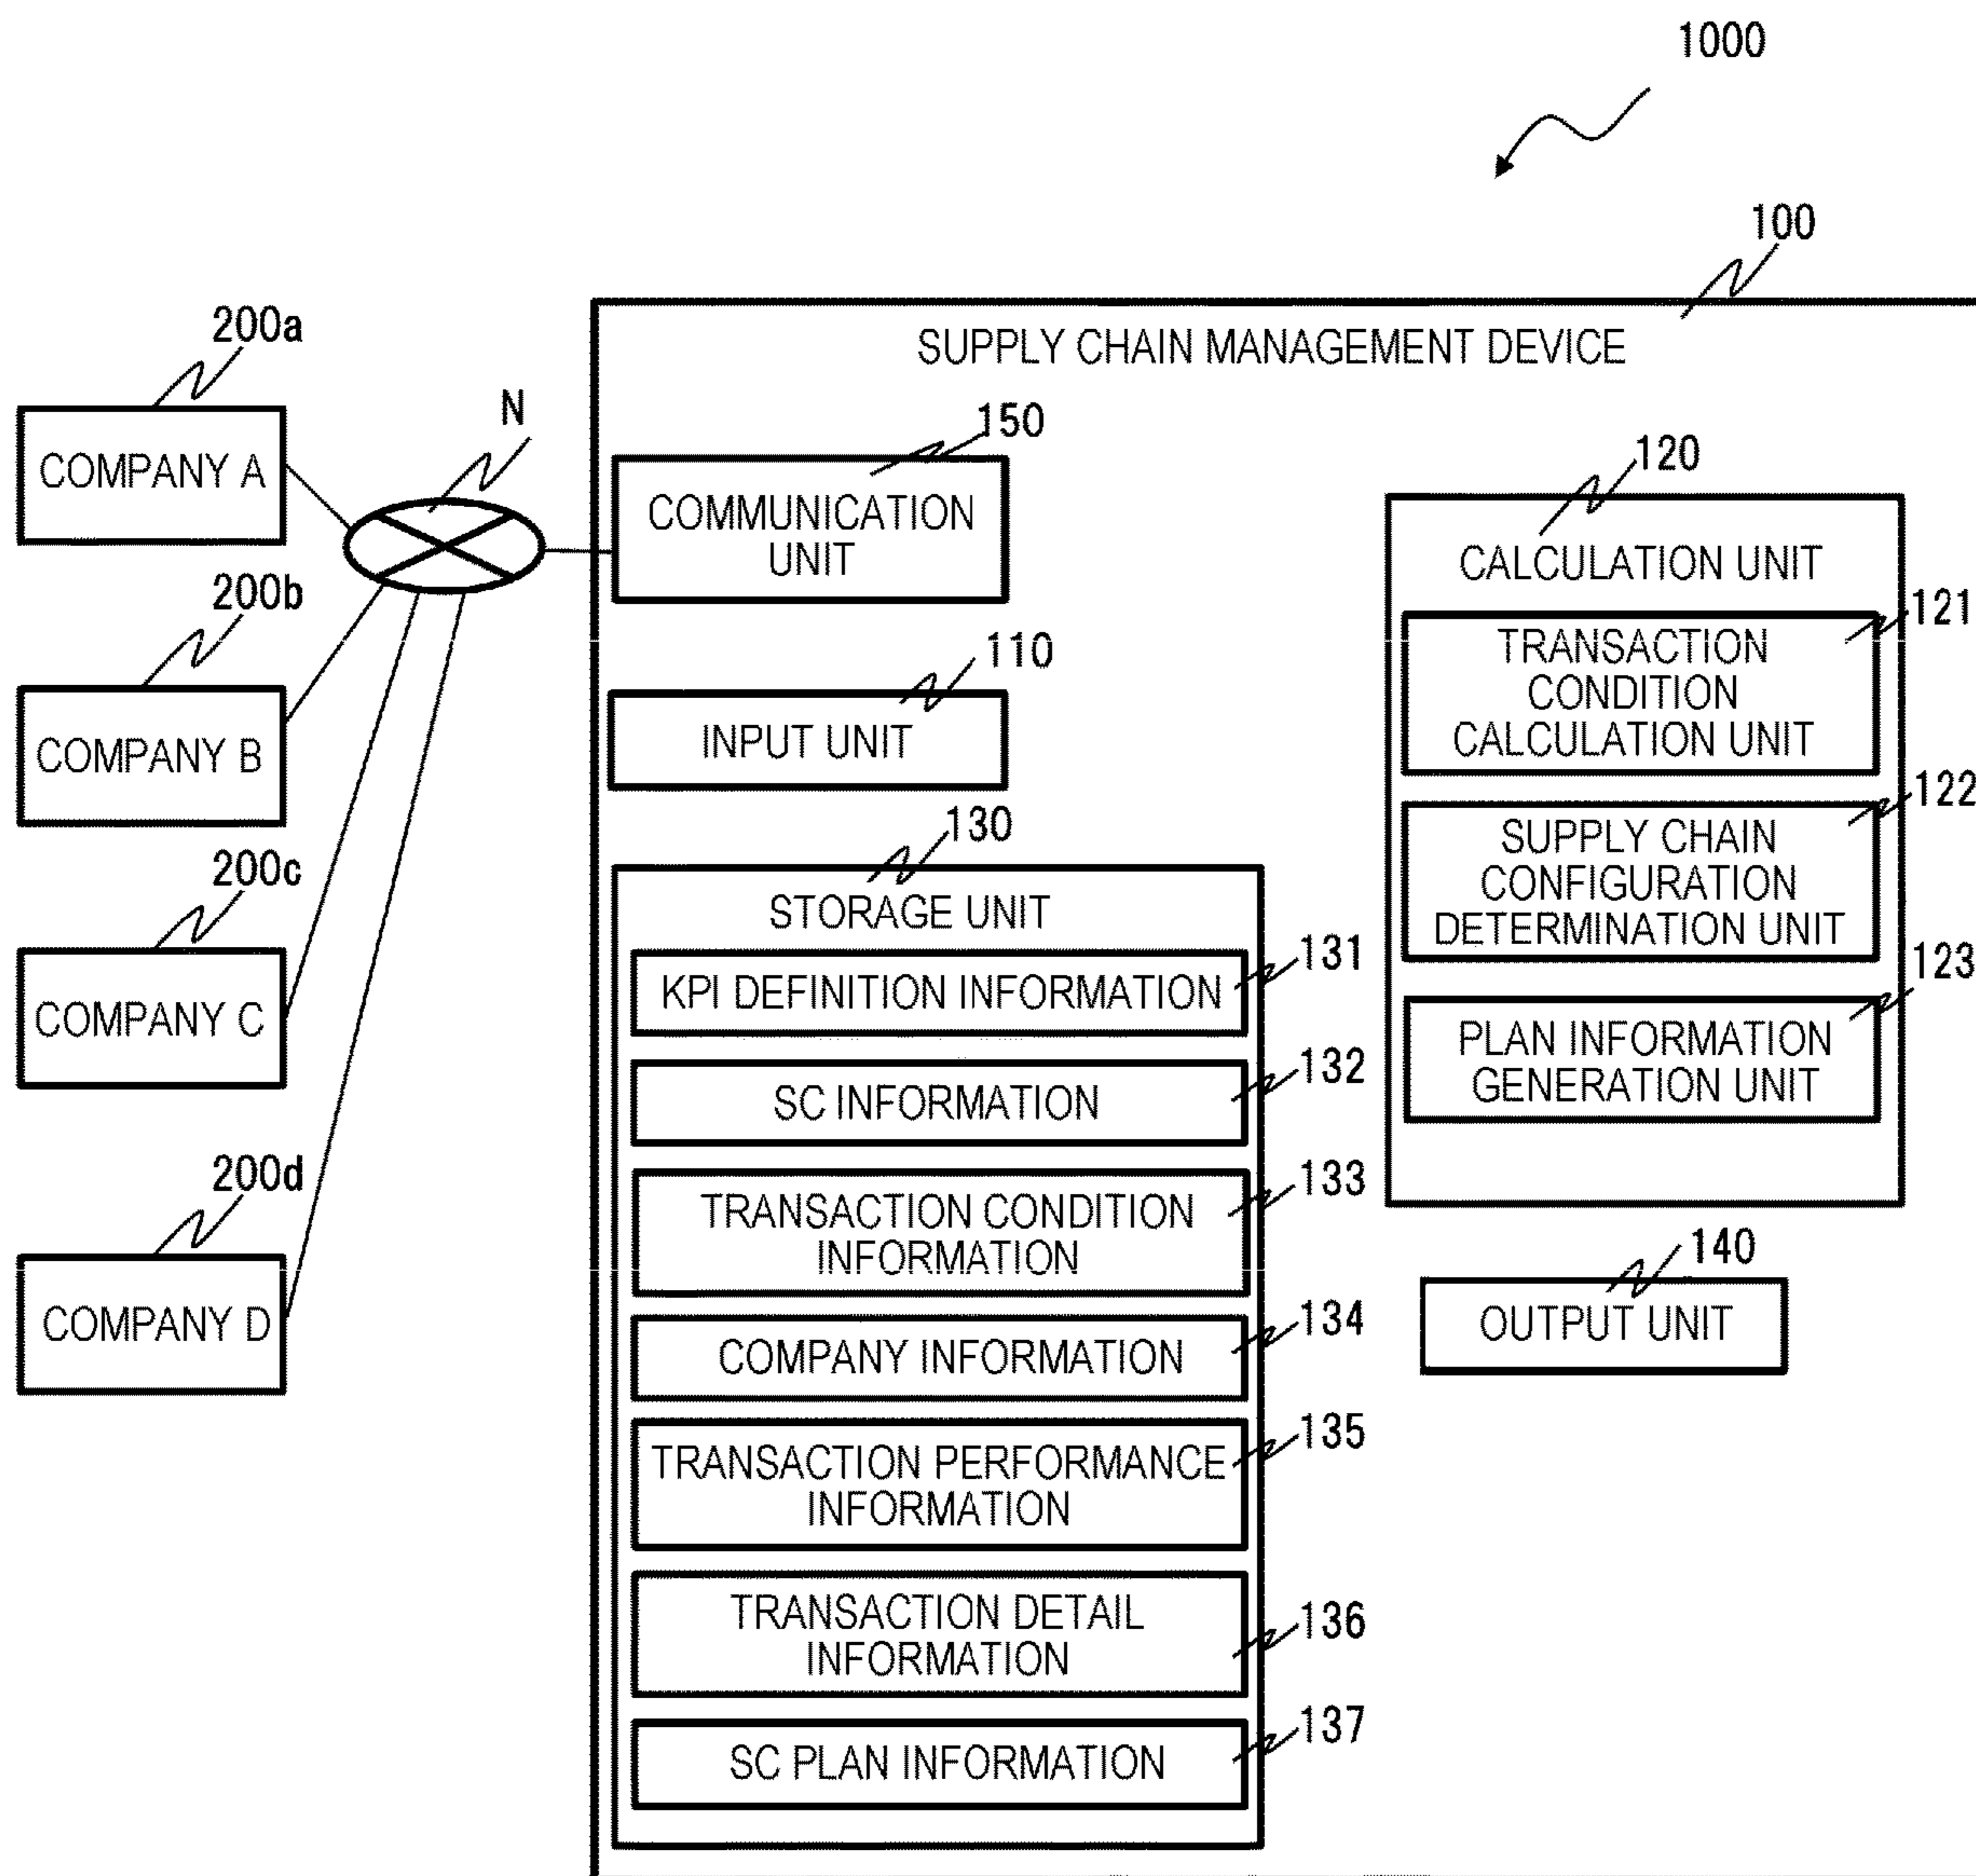 1000
100
SUPPLY CHAIN MANAGEMENT DEVICE
200a
COMPANY A
N
200b
COMPANY B
200c
COMPANY C
200d
COMPANY D
150
COMMUNICATION
UNIT
110
INPUT UNIT
130
STORAGE UNIT
131
KPI DEFINITION INFORMATION
132
SC INFORMATION
133
TRANSACTION CONDITION
INFORMATION
134
COMPANY INFORMATION
135
TRANSACTION PERFORMANCE
INFORMATION
136
TRANSACTION DETAIL
INFORMATION
137
SC PLAN INFORMATION
120
CALCULATION UNIT
121
TRANSACTION
CONDITION
CALCULATION UNIT
122
SUPPLY CHAIN
CONFIGURATION
DETERMINATION UNIT
123
PLAN INFORMATION
GENERATION UNIT
140
OUTPUT UNIT